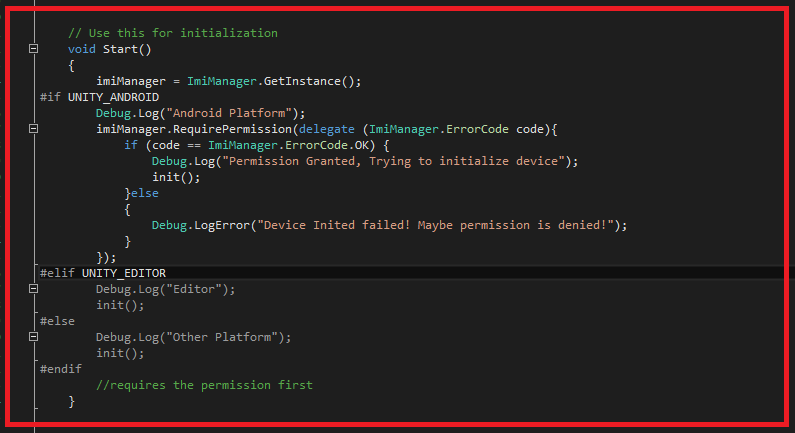 // Use this for initialization
void Start()
{
imiManager = ImiManager.GetInstance();
#if UNITY_ANDROID
Debug.Log("Android Platform");
imiManager.RequirePermission(delegate (ImiManager.ErrorCode code){
if (code == ImiManager.ErrorCode.OK) {
Debug.Log("Permission Granted, Trying to initialize device");
init();
}else
{
Debug.LogError("Device Inited failed! Maybe permission is denied!");
}
});
#elif UNITY_EDITOR
Debug.Log("Editor");
init();
#else
Debug.Log("Other Platform");
init();
#endif
//requires the permission first
}